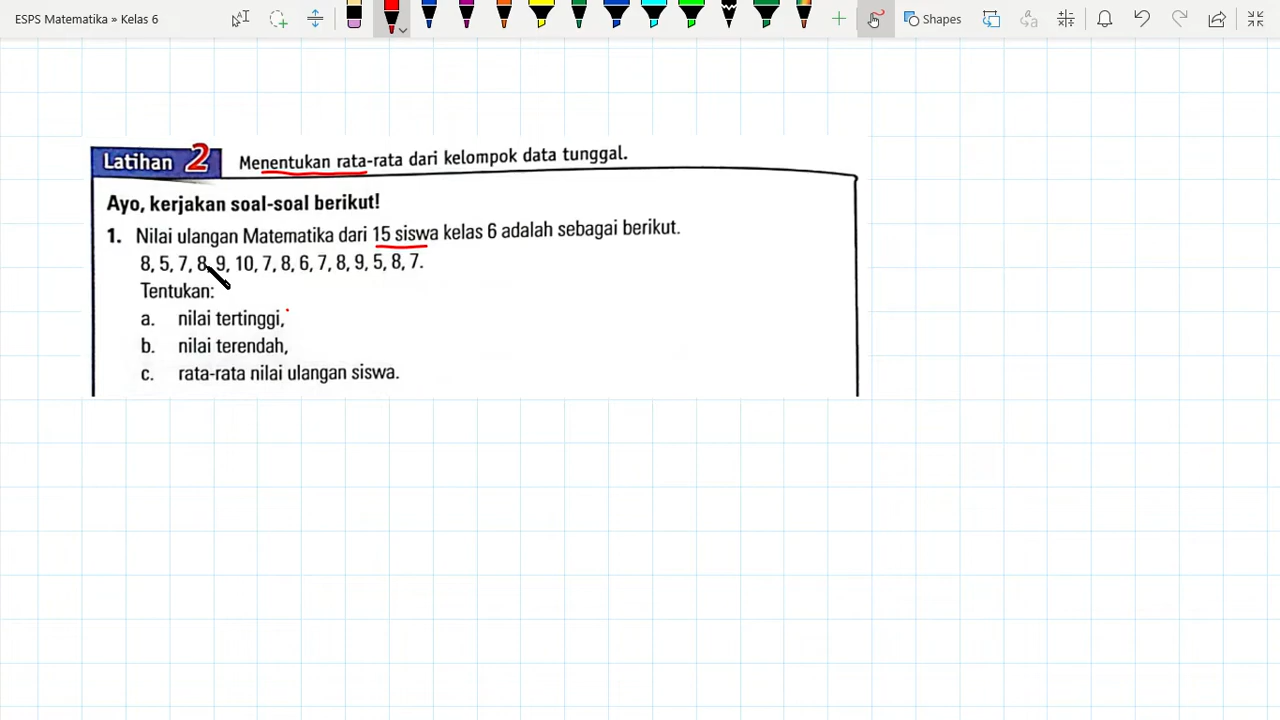 ESPS Matematika » Kelas 6
Shapes
Latihan 2 Menentukan rata-rata dari kelompok data tunggal.
Ayo, kerjakan soal-soal berikut!
1. Nilai ulangan Matematika dari 15 siswa kelas 6 adalah sebagai berikut.
8, 5, 7, 8, 9, 10, 7, 8, 6, 7, 8, 9, 5, 8, 7.
Tentukan:
a. nilai tertinggi,
b. nilai terendah,
c. rata-rata nilai ulangan siswa.